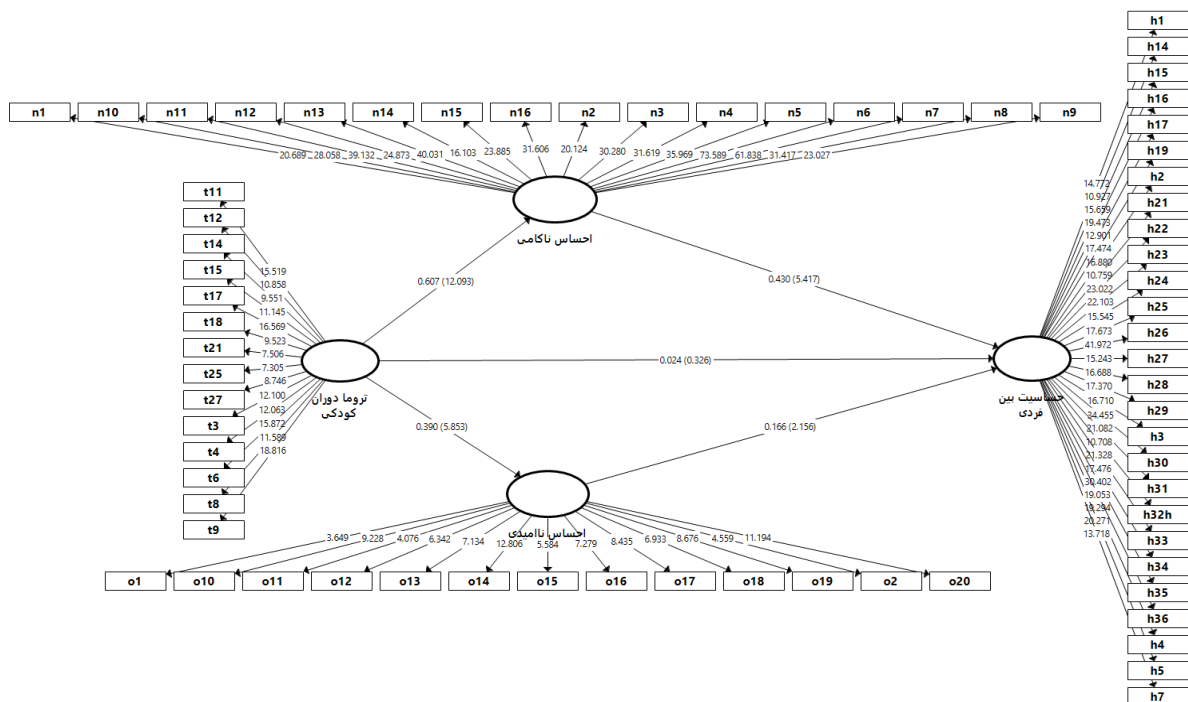 h1
h14
h15
h16
h17
h19
h2
h21
h22
h23
h24
h25
h26
h27
h28
h29
h3
h30
h31
h32h
h33
h34
h35
h36
h4
h5
h7
n1 n10 n11 n12 n13 n14 n15 n16 n2 n3 n4 n5 n6 n7 n8 n9
20.689 28.058 39.132 24.873 40.031 16.103 23.885 31.606 20.124 30.280 31.619 35.969 73.589 61.838 31.417 23.027
احساس ناکامی
t11
t12
t14
t15
t17
t18
t21
t25
t27
t3
t4
t6
t8
t9
15.519
10.858
9.551
11.145
16.569
9.523
7.506
7.305
8.746
12.100
12.063
15.872
11.589
18.816
تروما دوران
کودکی
0.607 (12.093)
0.430 (5.417)
0.024 (0.326)
0.390 (5.853)
0.166 (2.156)
14.772
10.927
15.659
19.473
12.901
17.474
16.880
10.759
23.022
22.103
15.545
17.673
41.972
15.243
16.688
17.370
16.710
34.455
21.082
10.708
21.328
17.476
30.402
19.053
19.294
20.271
13.718
حساسیت بین
فردی
احساس ناامیدی
3.649 9.228 4.076 6.342 7.134 12.806 5.584 7.279 8.435 6.933 8.676 4.559 11.194
o1 o10 o11 o12 o13 o14 o15 o16 o17 o18 o19 o2 o20